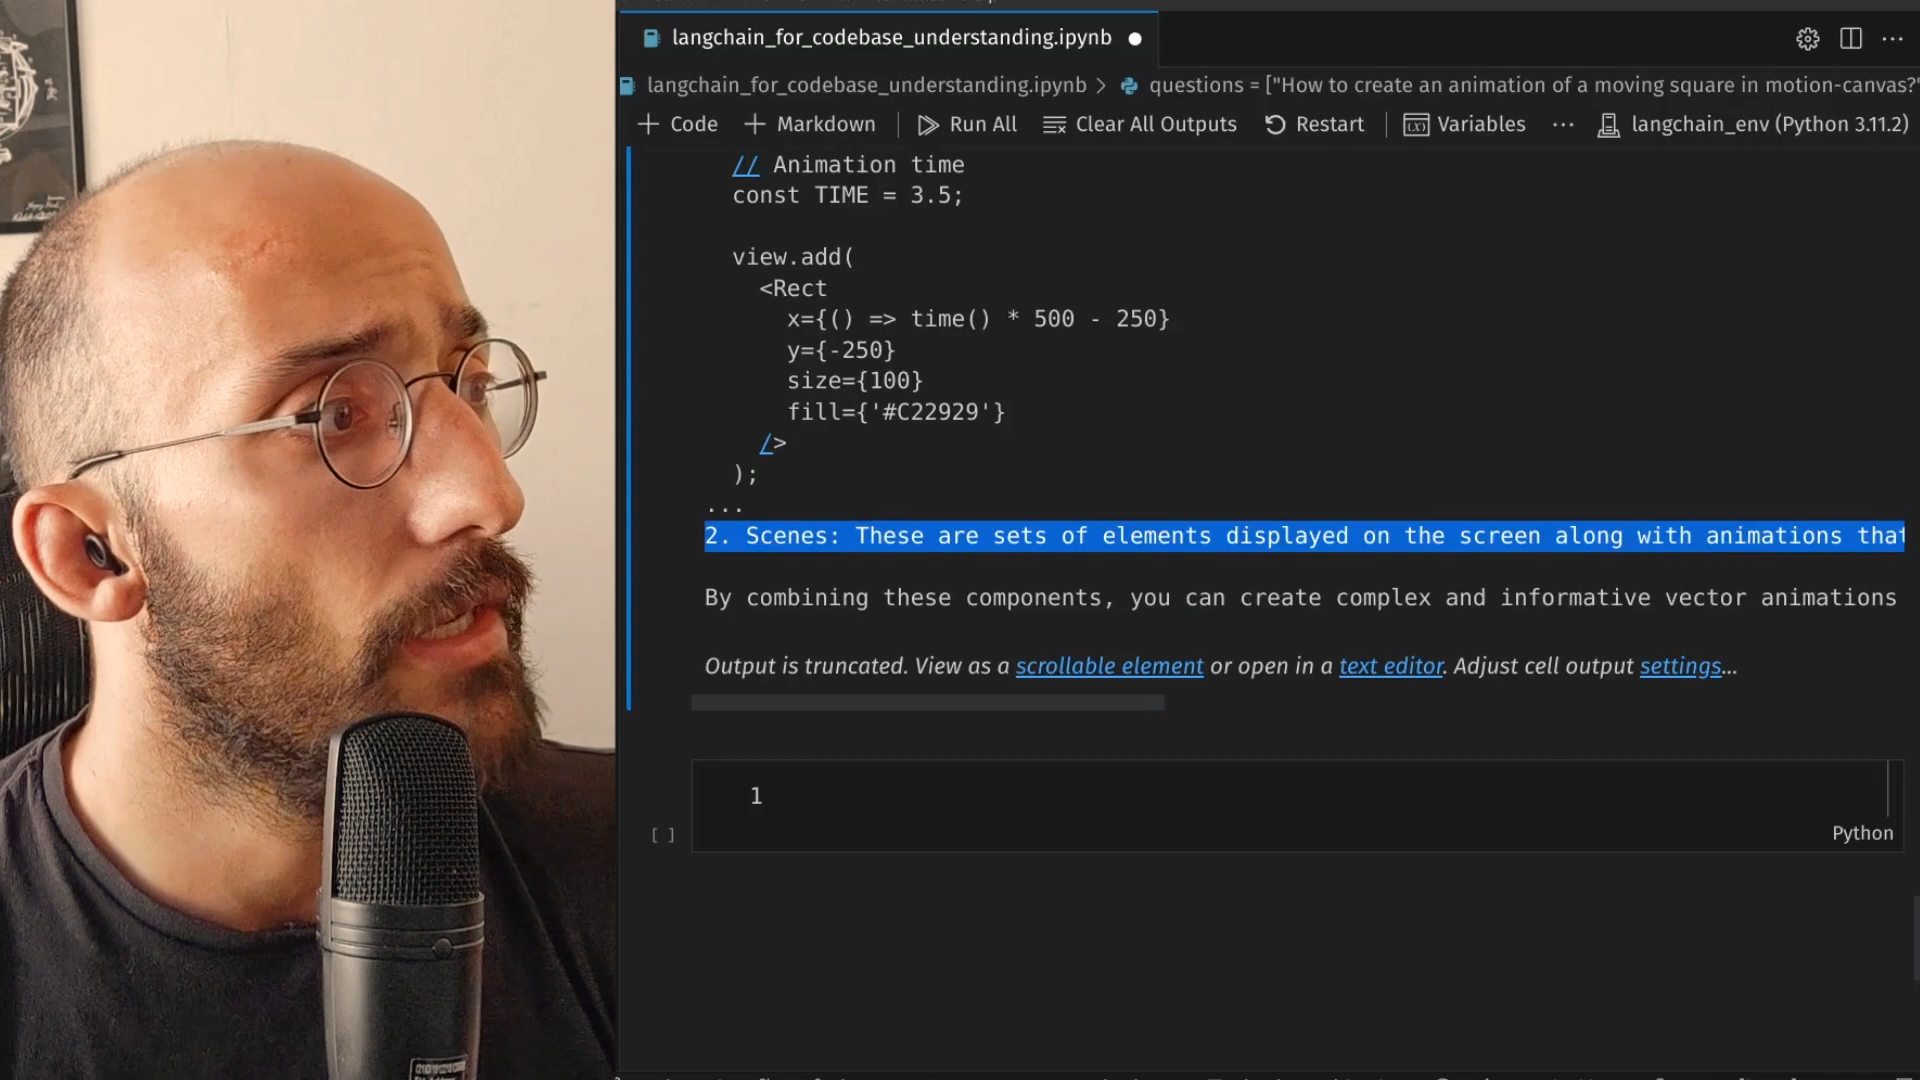 langchain_for_codebase_understanding.ipynb
langchain_for_codebase_understanding.ipynb > questions = ["How to create an animation of a moving square in motion-canvas?"
+ Code + Markdown Run All Clear All Outputs Restart Variables ... langchain_env (Python 3.11.2)
// Animation time
const TIME = 3.5;
view.add(
<Rect
x={() => time() * 500 - 250}
y={-250}
size={100}
fill={'#C22929'}
/>
);
...
2. Scenes: These are sets of elements displayed on the screen along with animations that
By combining these components, you can create complex and informative vector animations
Output is truncated. View as a scrollable element or open in a text editor. Adjust cell output settings...
1
[ ]
Python